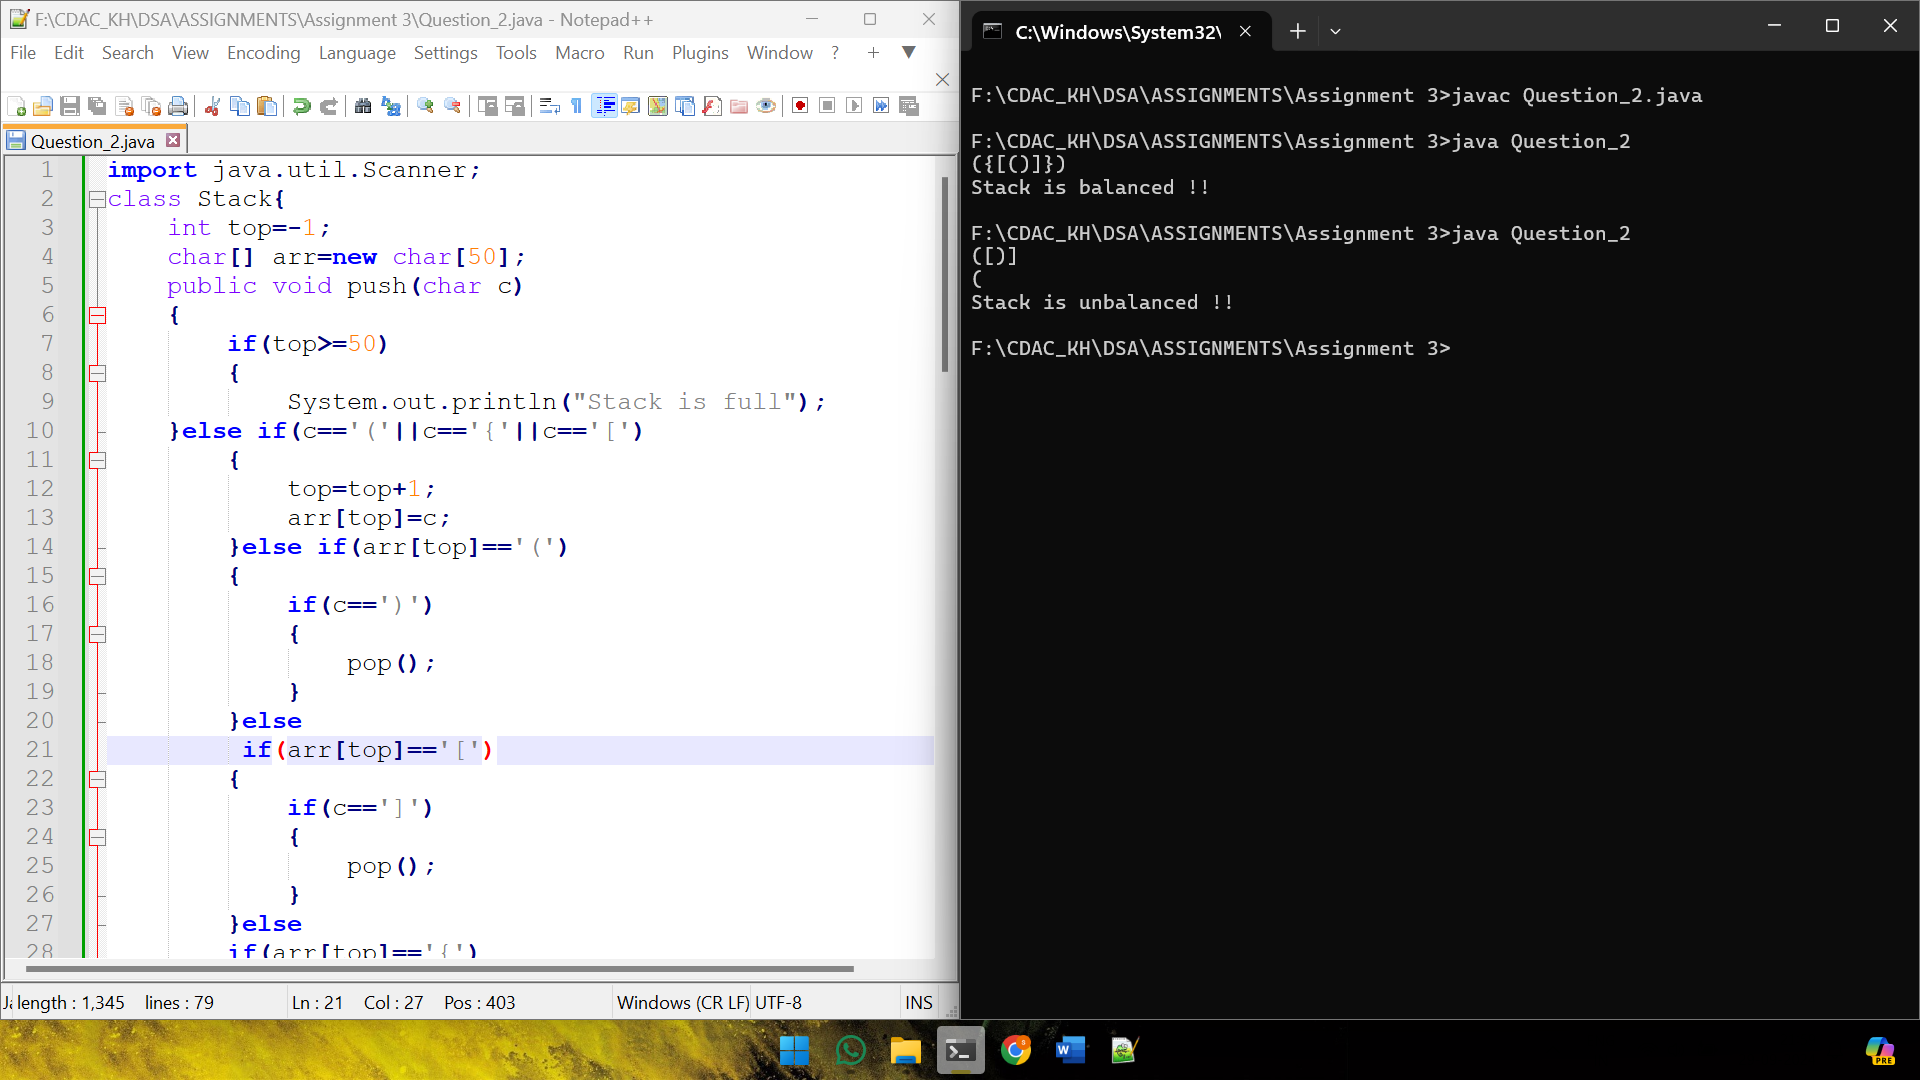 F:\CDAC_KH\DSA\ASSIGNMENTS\Assignment 3\Question_2.java - Notepad++
File Edit Search View Encoding Language Settings Tools Macro Run Plugins Window ? + ▼
Question_2.java
1 import java.util.Scanner;
2 class Stack{
3 int top=-1;
4 char[] arr=new char[50];
5 public void push(char c)
6 {
7 if(top>=50)
8 {
9 System.out.println("Stack is full");
10 }else if(c=='('||c=='{'||c=='[')
11 {
12 top=top+1;
13 arr[top]=c;
14 }else if(arr[top]=='(')
15 {
16 if(c==')')
17 {
18 pop();
19 }
20 }else
21 if(arr[top]=='[')
22 {
23 if(c==']')
24 {
25 pop();
26 }
27 }else
28 if(arr[top]=='{')
length : 1,345 lines : 79 Ln : 21 Col : 27 Pos : 403 Windows (CR LF) UTF-8 INS
C:\Windows\System32\
F:\CDAC_KH\DSA\ASSIGNMENTS\Assignment 3>javac Question_2.java
F:\CDAC_KH\DSA\ASSIGNMENTS\Assignment 3>java Question_2
({[()]})
Stack is balanced !!
F:\CDAC_KH\DSA\ASSIGNMENTS\Assignment 3>java Question_2
([)]
(
Stack is unbalanced !!
F:\CDAC_KH\DSA\ASSIGNMENTS\Assignment 3>
PRE